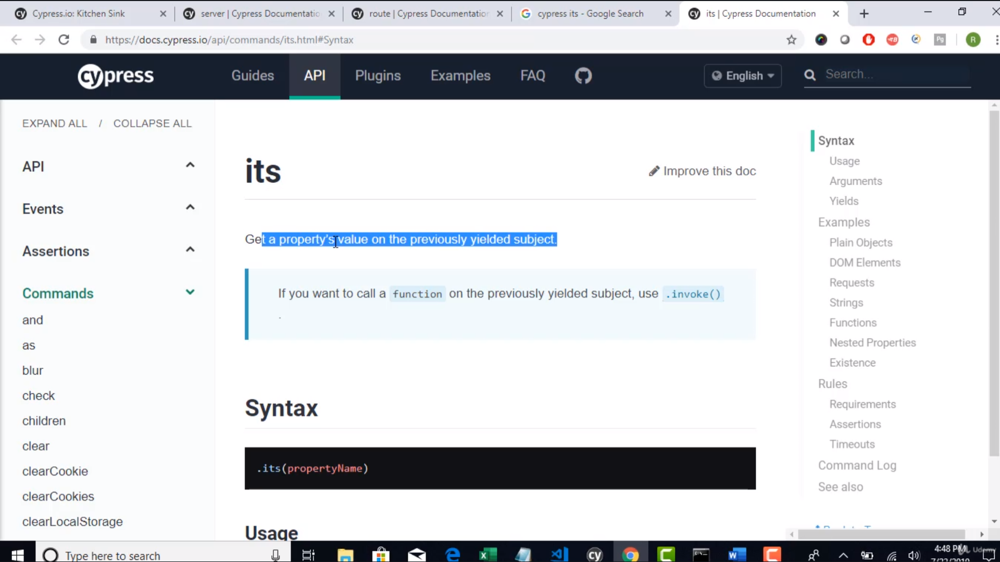 Cypress.io: Kitchen Sink
server | Cypress Documentatio
route | Cypress Documentation
cypress its - Google Search
its | Cypress Documentation
https://docs.cypress.io/api/commands/its.html#Syntax
R
cypress
Guides
API
Plugins
Examples
FAQ
English
Search...
EXPAND ALL / COLLAPSE ALL
API
Events
Assertions
Commands
and
as
blur
check
children
clear
clearCookie
clearCookies
clearLocalStorage
its
Improve this doc
Get a property's value on the previously yielded subject.
If you want to call a function on the previously yielded subject, use .invoke()
.
Syntax
.its(propertyName)
Usage
Syntax
Usage
Arguments
Yields
Examples
Plain Objects
DOM Elements
Requests
Strings
Functions
Nested Properties
Existence
Rules
Requirements
Assertions
Timeouts
Command Log
See also
Type here to search
4:48 PM
Udemy